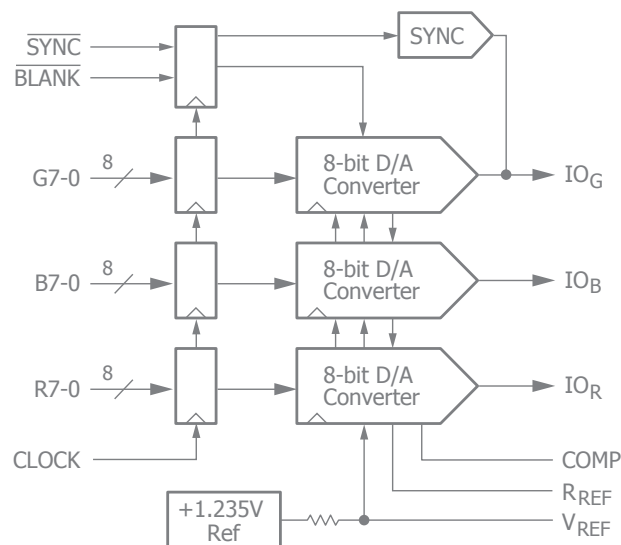 SYNC
SYNC
BLANK
8
G7-0
8-bit D/A
Converter
IOG
8
B7-0
8-bit D/A
Converter
IOB
8
R7-0
8-bit D/A
Converter
IOR
CLOCK
COMP
RREF
+1.235V
Ref
VREF